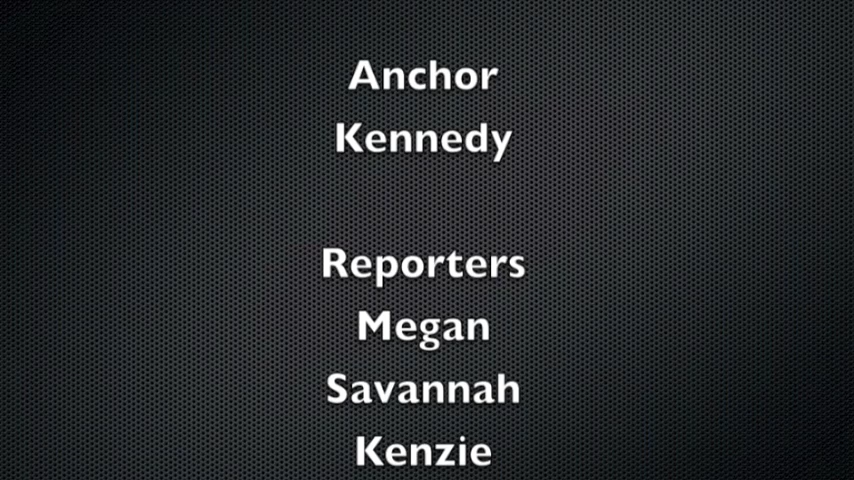 Anchor
Kennedy
Reporters
Megan
Savannah
Kenzie